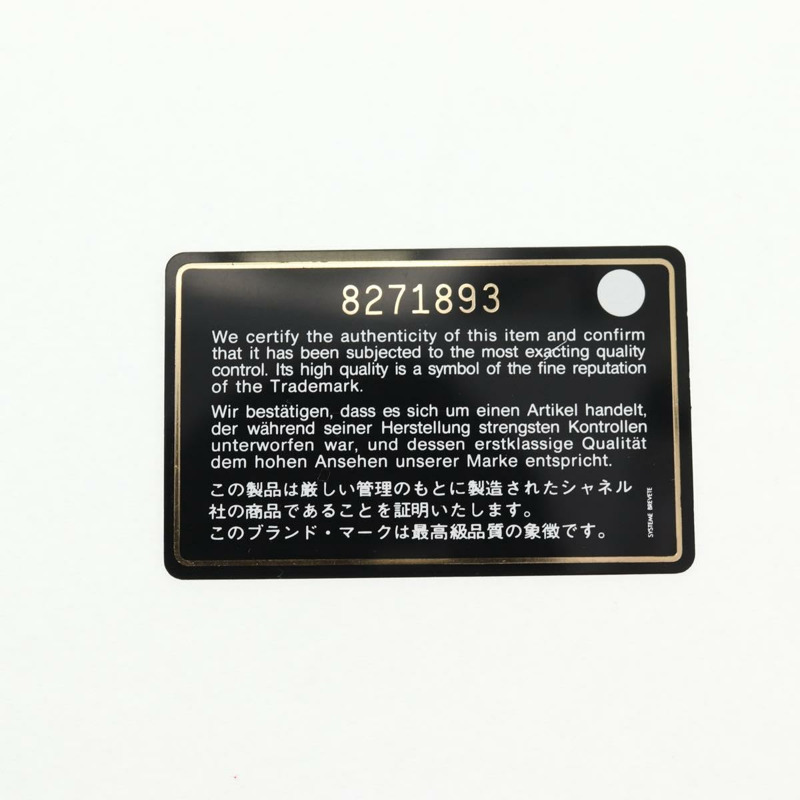 8271893
We certify the authenticity of this item and confirm
that it has been subjected to the most exacting quality
control. Its high quality is a symbol of the fine reputation
of the Trademark.
Wir bestätigen, dass es sich um einen Artikel handelt,
der während seiner Herstellung strengsten Kontrollen
unterworfen war, und dessen erstklassige Qualität
dem hohen Ansehen unserer Marke entspricht.
この製品は厳しい管理のもとに製造されたシャネル
社の商品であることを証明いたします。
このブランド・マークは最高級品質の象徴です。
SYSTEME BREVETE